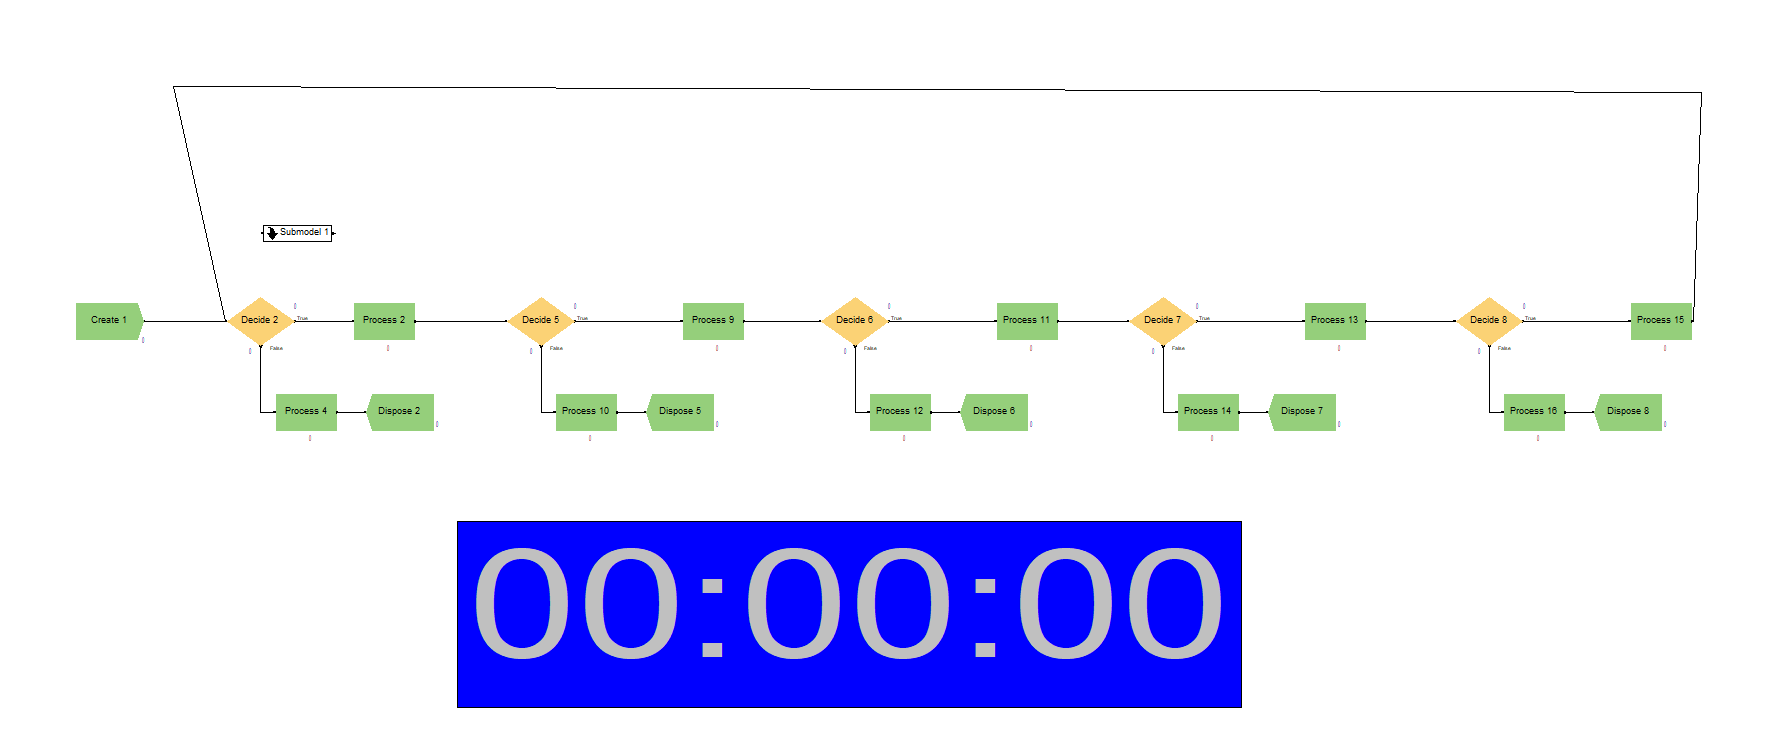 Submodel 1
Create 1
Decide 2
True
False
Process 2
Decide 5
True
False
Process 9
Decide 6
True
False
Process 11
Decide 7
True
False
Process 13
Decide 8
True
False
Process 15
Process 4
Dispose 2
Process 10
Dispose 5
Process 12
Dispose 6
Process 14
Dispose 7
Process 16
Dispose 8
00:00:00